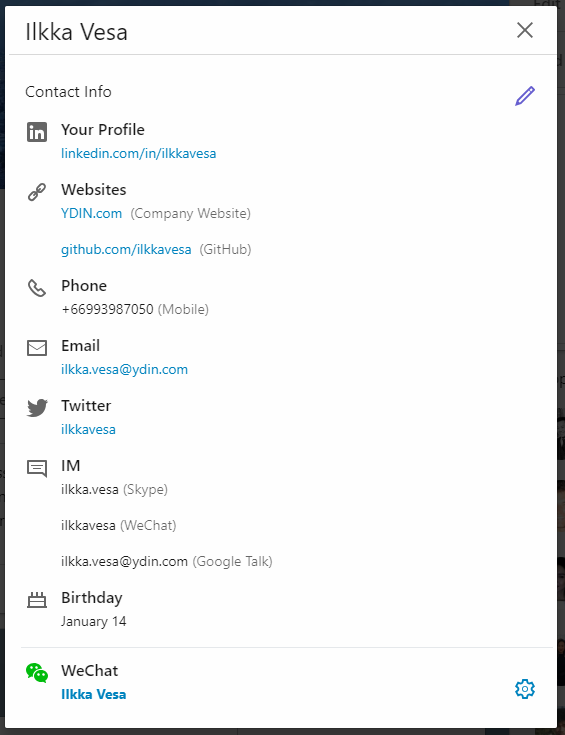 Ilkka Vesa
Contact Info
Your Profile
linkedin.com/in/ilkkavesa
Websites
YDIN.com (Company Website)
github.com/ilkkavesa (GitHub)
Phone
+66993987050 (Mobile)
Email
ilkka.vesa@ydin.com
Twitter
ilkkavesa
IM
ilkka.vesa (Skype)
ilkkavesa (WeChat)
ilkka.vesa@ydin.com (Google Talk)
Birthday
January 14
WeChat
Ilkka Vesa